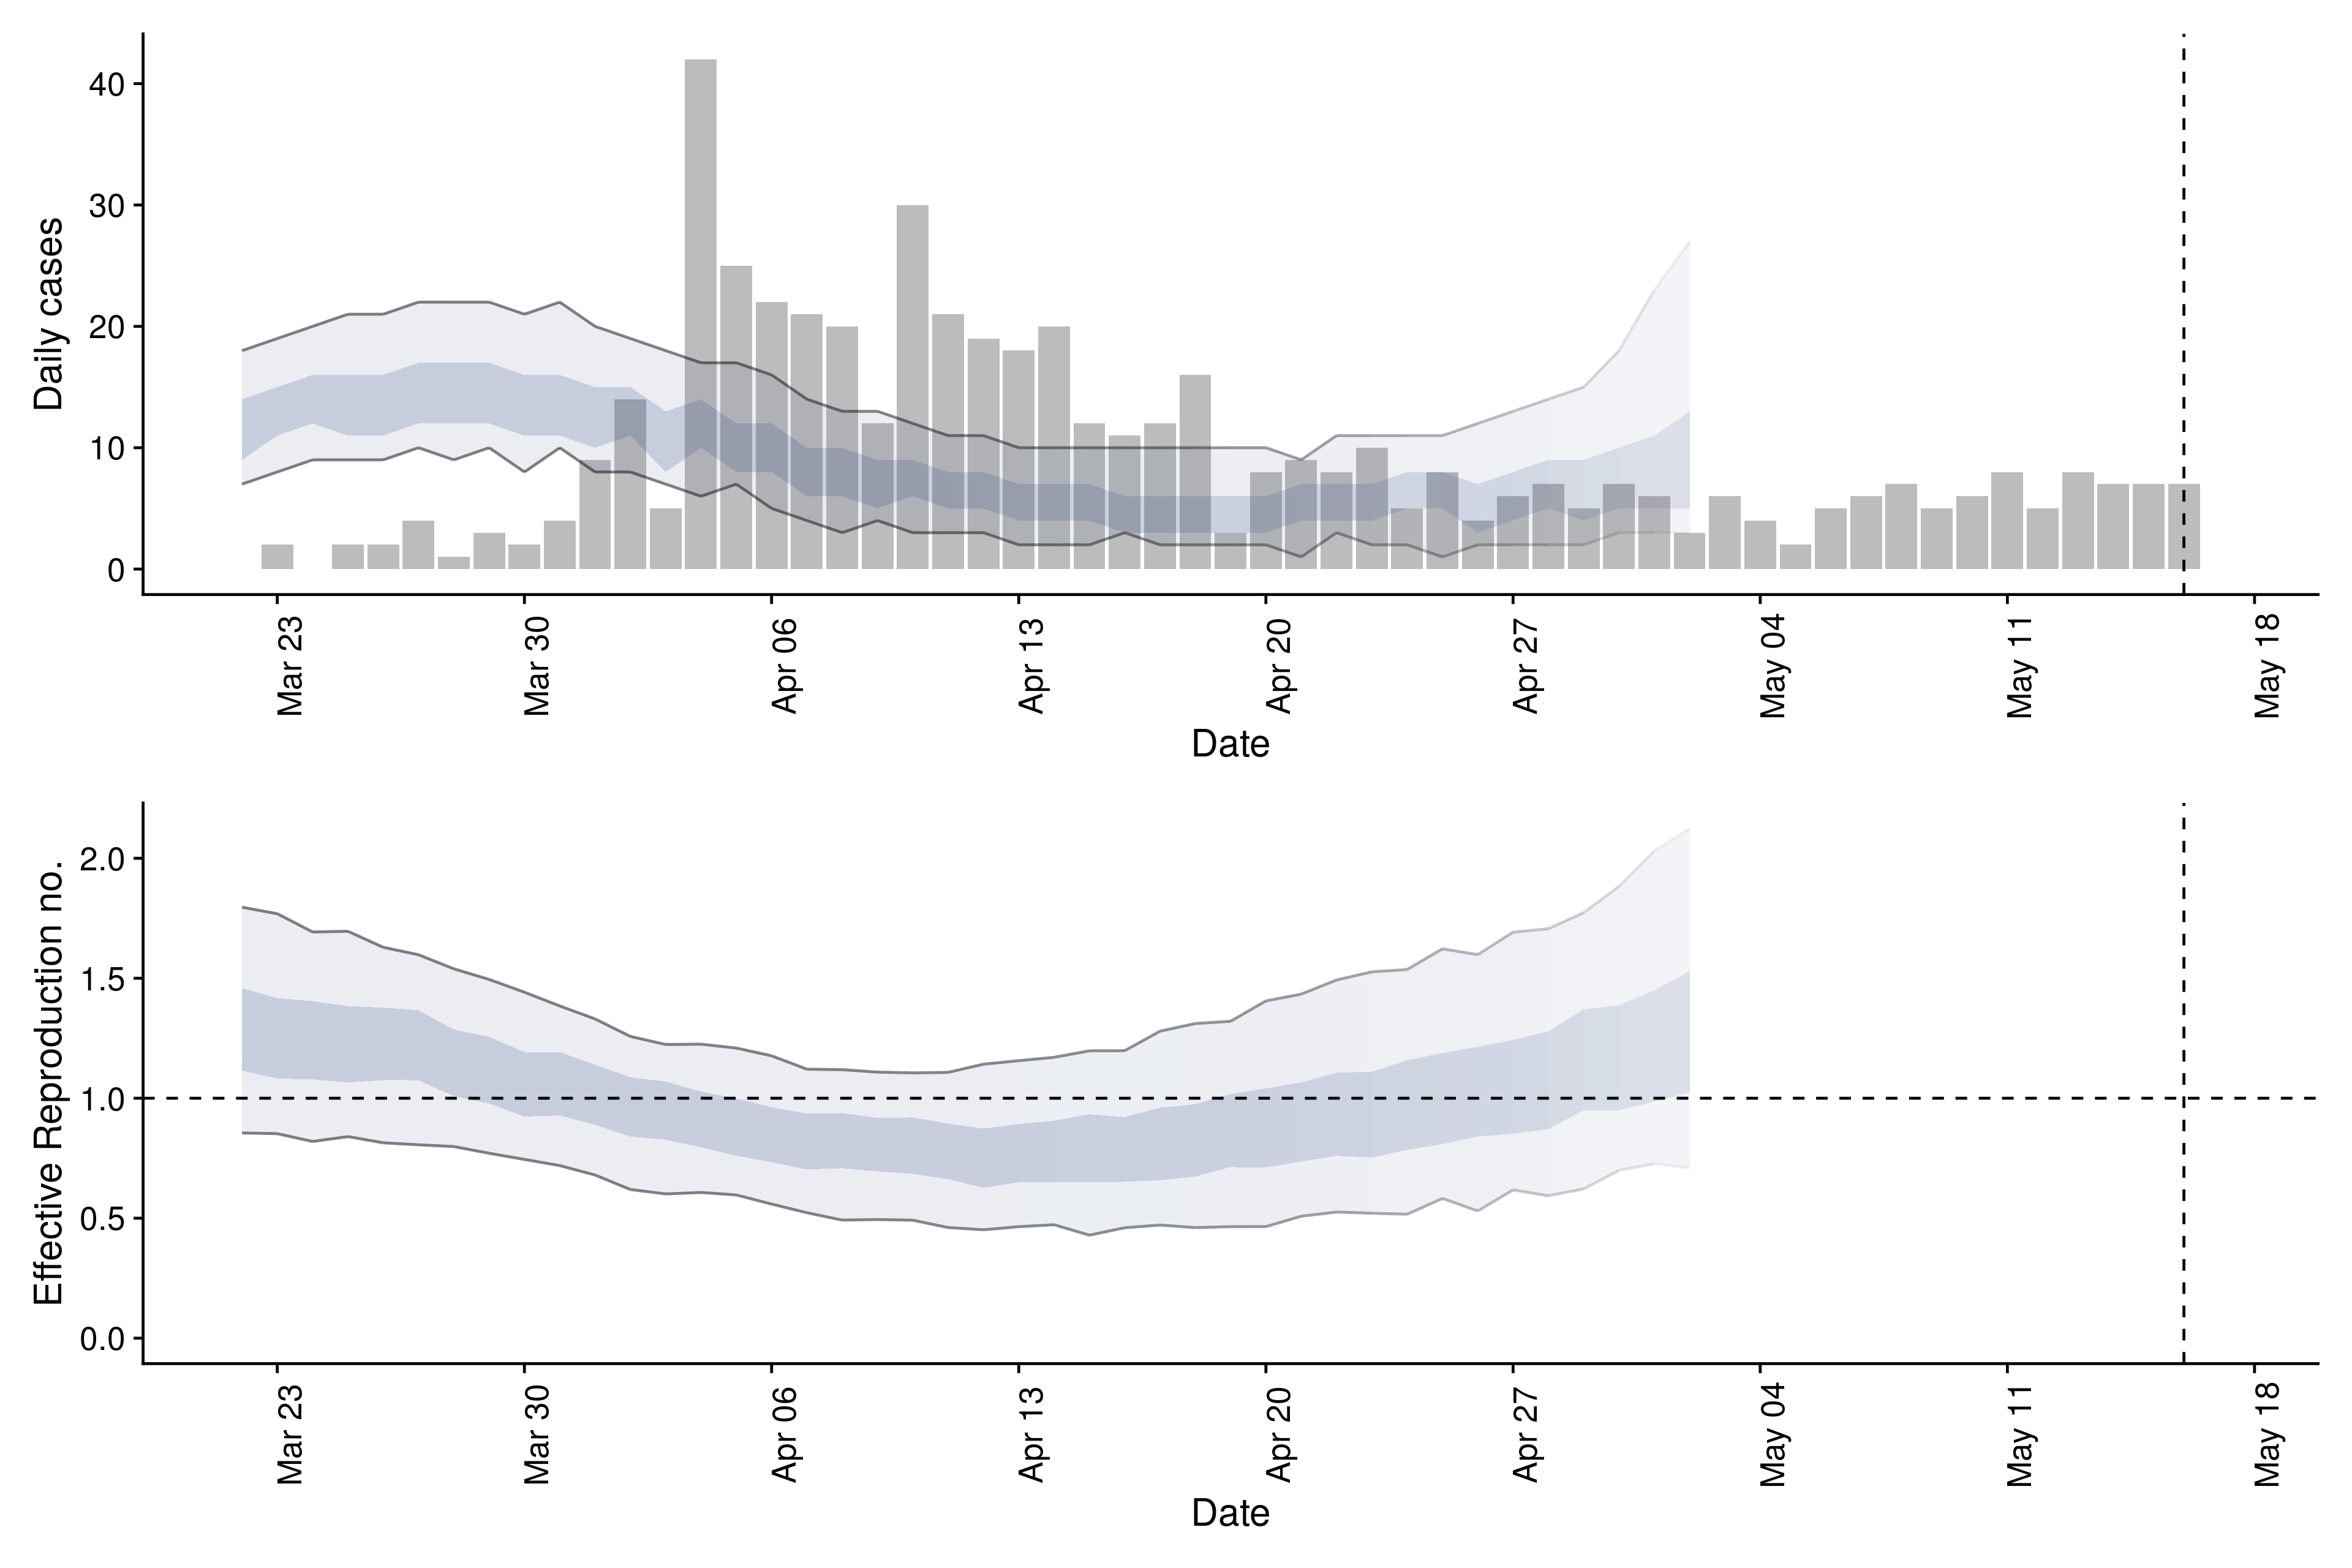 Daily cases
40
30
20
10
0
Mar 23
Mar 30
Apr 06
Apr 13
Apr 20
Apr 27
May 04
May 11
May 18
Date
Effective Reproduction no.
2.0
1.5
1.0
0.5
0.0
Mar 23
Mar 30
Apr 06
Apr 13
Apr 20
Apr 27
May 04
May 11
May 18
Date